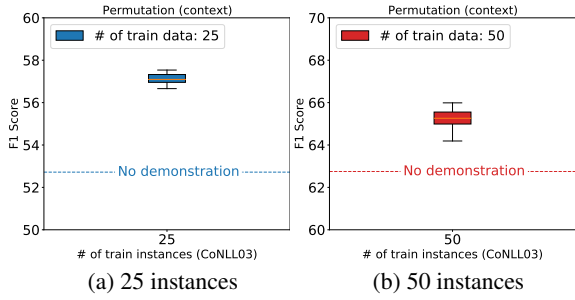 Permutation (context)
60
58
56
54
52
50
F1 Score
# of train data: 25
No demonstration
25
# of train instances (CoNLL03)
(a) 25 instances
Permutation (context)
70
68
66
64
62
60
F1 Score
# of train data: 50
No demonstration
50
# of train instances (CoNLL03)
(b) 50 instances